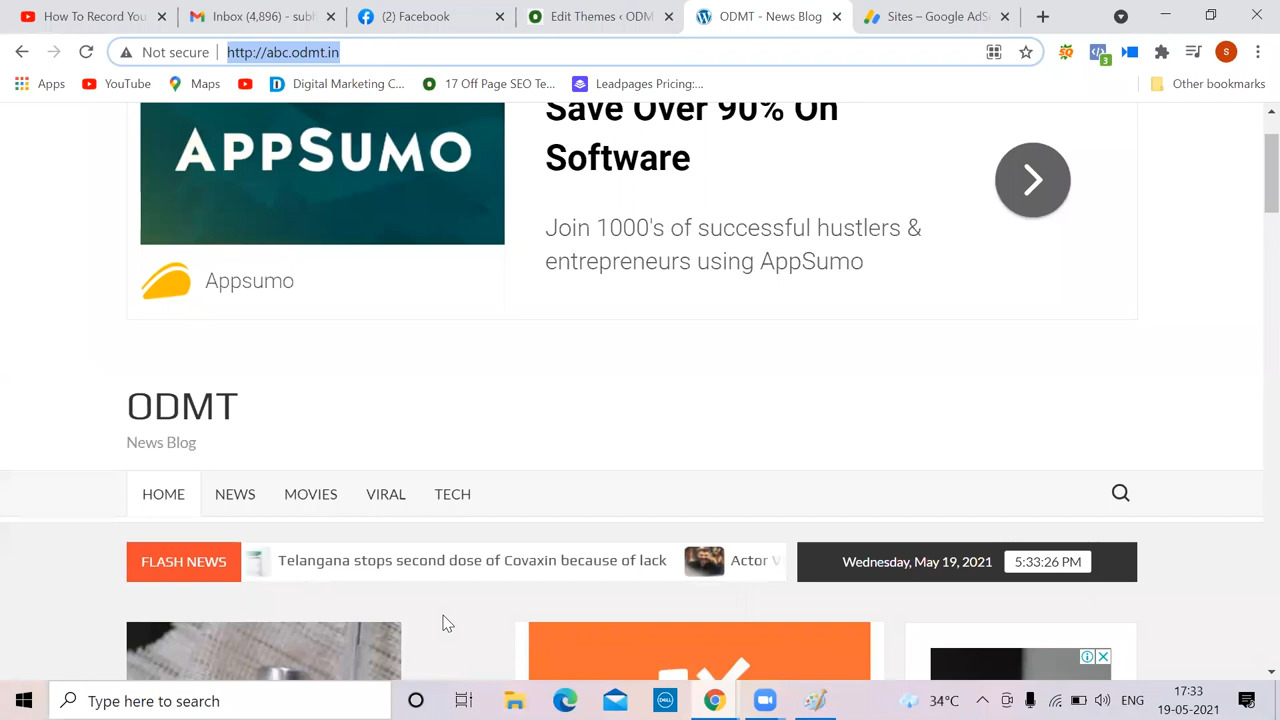 How To Record You
Inbox (4,896) - sub
(2) Facebook
Edit Themes ‹ ODM
ODMT - News Blog
Sites – Google AdS
Not secure
http://abc.odmt.in
3
S
Apps
YouTube
Maps
Digital Marketing C...
17 Off Page SEO Te...
Leadpages Pricing:...
Other bookmarks
APPSUMO
Save Over 90% On
Software
Join 1000's of successful hustlers &
entrepreneurs using AppSumo
Appsumo
ODMT
News Blog
HOME
NEWS
MOVIES
VIRAL
TECH
FLASH NEWS
Telangana stops second dose of Covaxin because of lack
Actor V
Wednesday, May 19, 2021
5:33:26 PM
Type here to search
DELL
34°C
ENG
17:33
19-05-2021